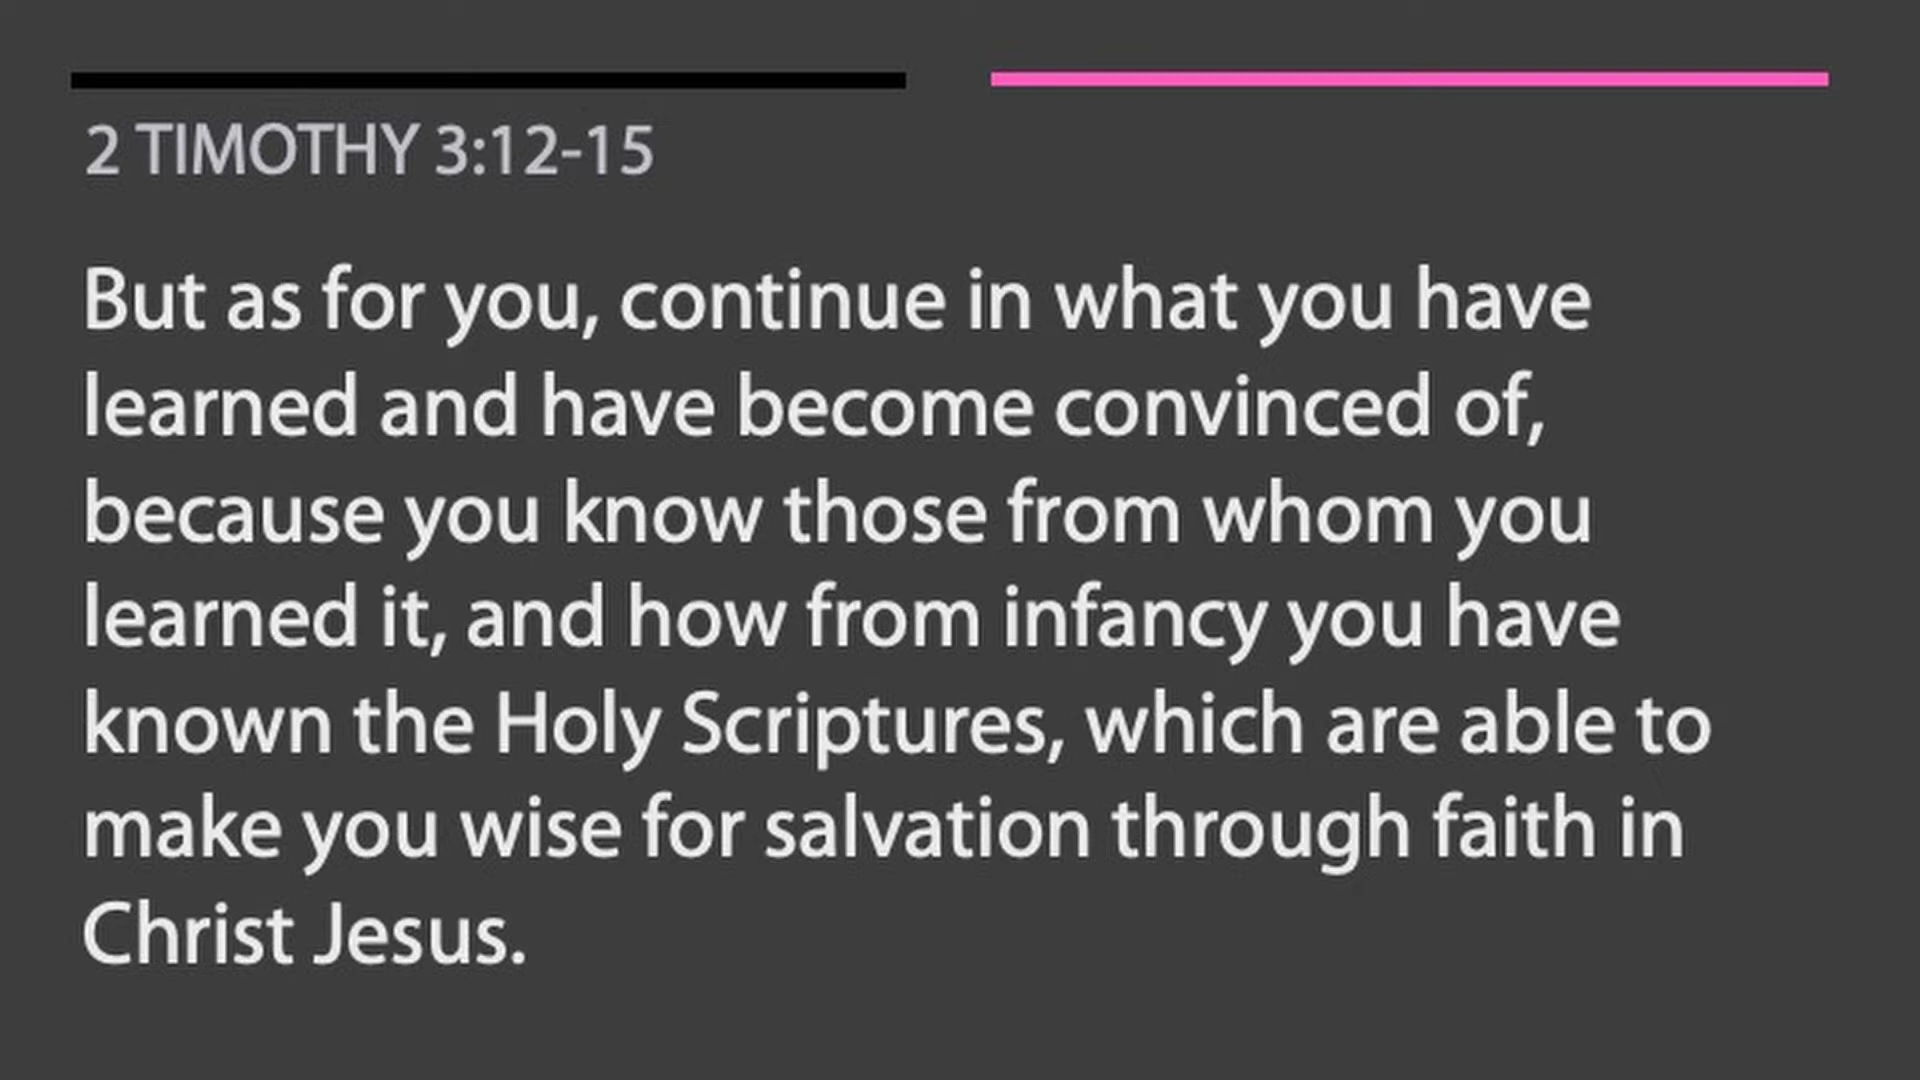 2 TIMOTHY 3:12-15
But as for you, continue in what you have
learned and have become convinced of,
because you know those from whom you
learned it, and how from infancy you have
known the Holy Scriptures, which are able to
make you wise for salvation through faith in
Christ Jesus.